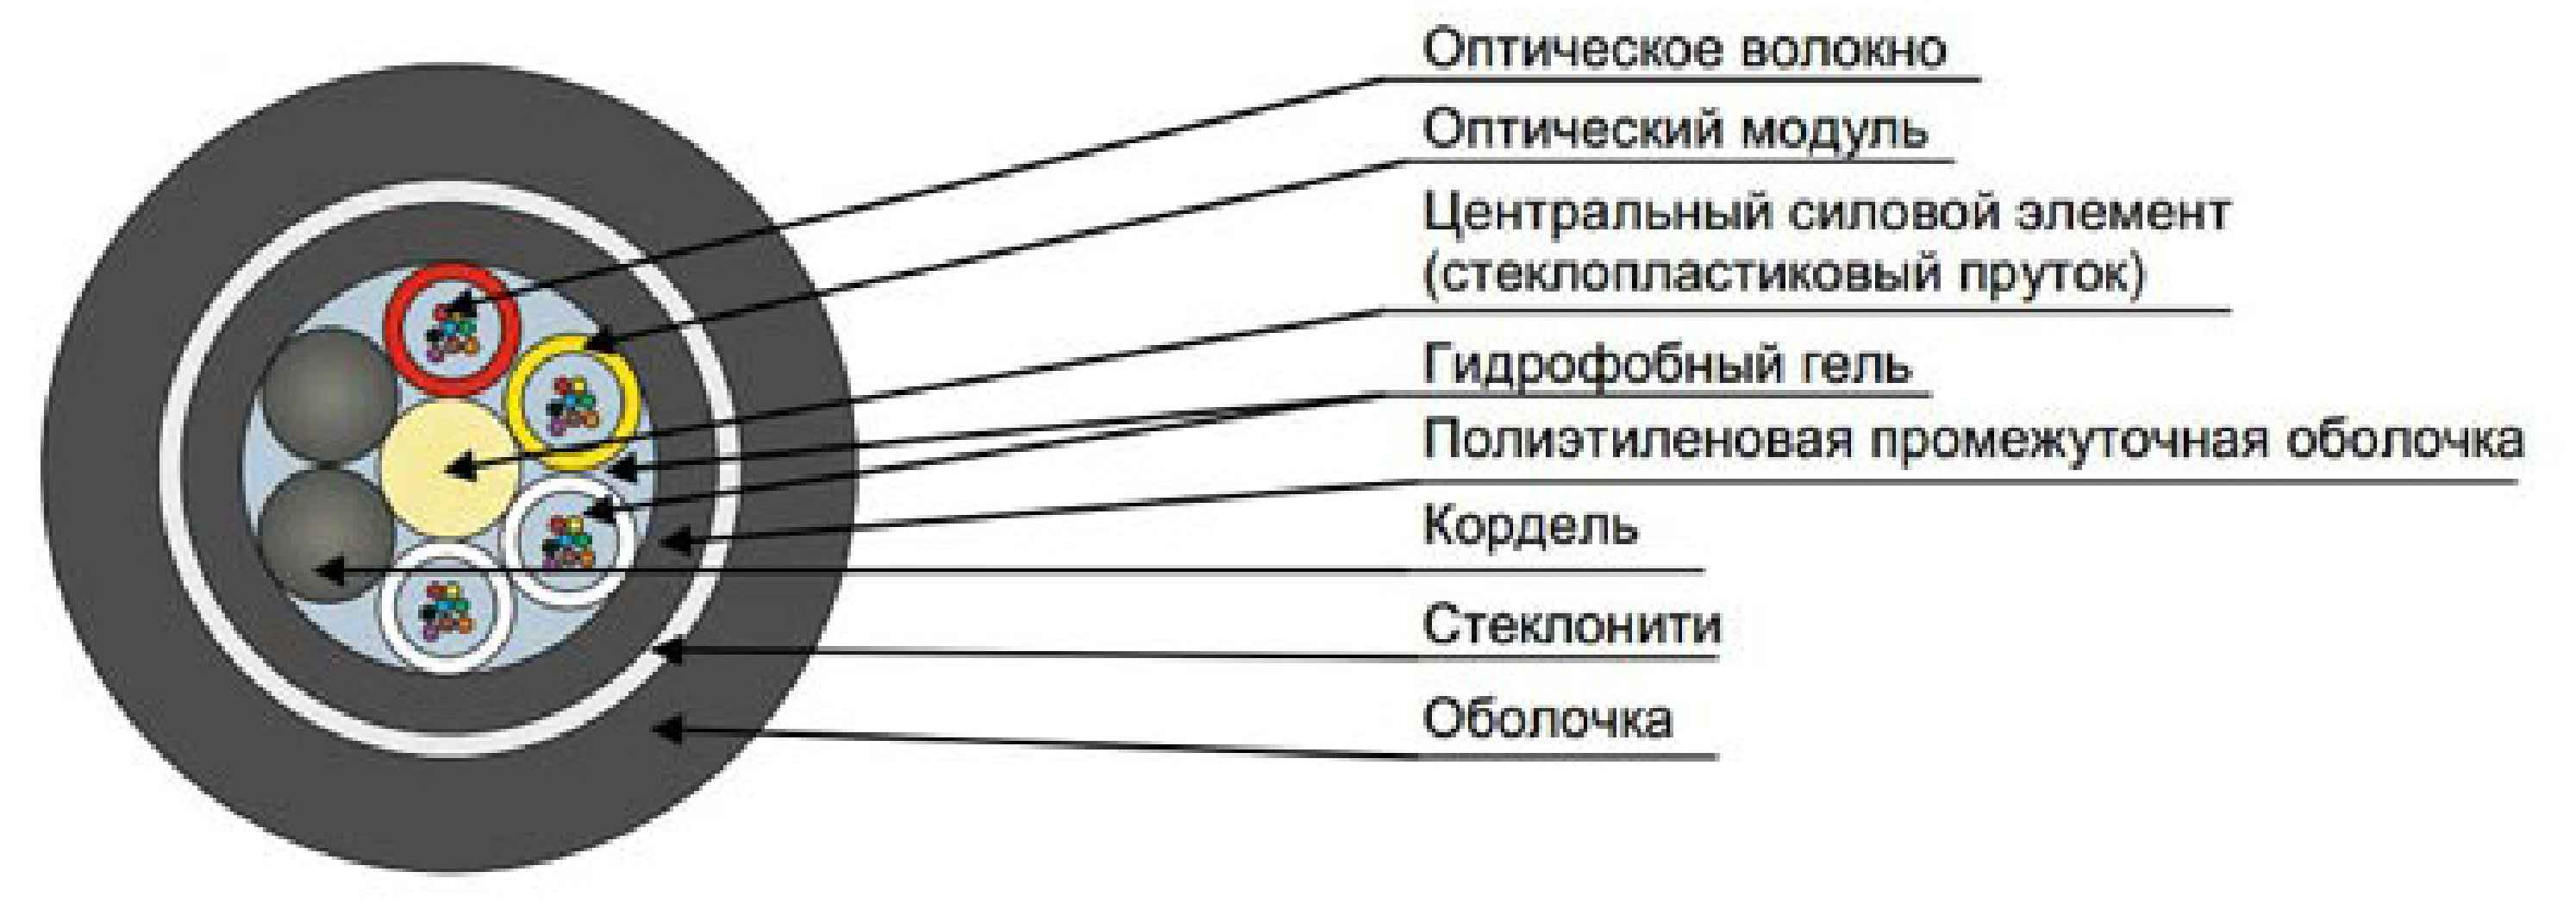 Оптическое волокно
Оптический модуль
Центральный силовой элемент
(стеклопластиковый пруток)
Гидрофобный гель
Полиэтиленовая промежуточная оболочка
Кордель
Стеклонити
Оболочка